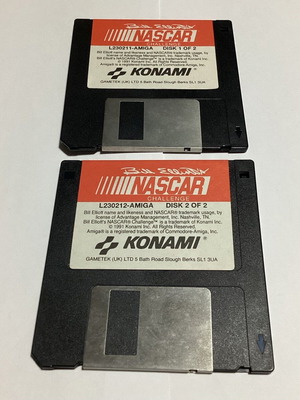 Bill Elliott's
NASCAR
CHALLENGE
L230211-AMIGA DISK 1 OF 2
Bill Elliott name and likeness and NASCAR® trademark usage, by
license of Advantage Management, Inc. Nashville, TN.
Bill Elliott's NASCAR® Challenge™ is a trademark of Konami Inc.
© 1991 Konami Inc. All Rights Reserved.
Amiga® is a registered trademark of Commodore-Amiga, Inc.
KONAMI®
GAMETEK (UK) LTD 5 Bath Road Slough Berks SL1 3UA
Bill Elliott's
NASCAR
CHALLENGE
L230212-AMIGA DISK 2 OF 2
Bill Elliott name and likeness and NASCAR® trademark usage, by
license of Advantage Management, Inc. Nashville, TN.
Bill Elliott's NASCAR® Challenge™ is a trademark of Konami Inc.
© 1991 Konami Inc. All Rights Reserved.
Amiga® is a registered trademark of Commodore-Amiga, Inc.
KONAMI®
GAMETEK (UK) LTD 5 Bath Road Slough Berks SL1 3UA